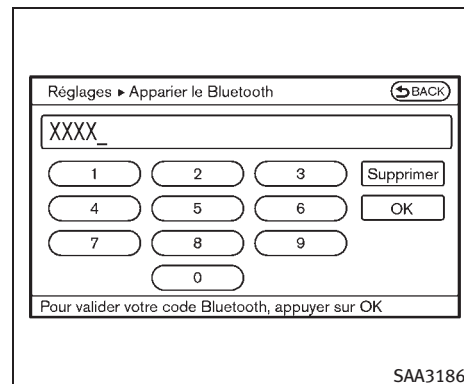 Réglages ▸ Apparier le Bluetooth BACK
XXXX_
1 2 3 Supprimer
4 5 6 OK
7 8 9
0
Pour valider votre code Bluetooth, appuyer sur OK
SAA3186